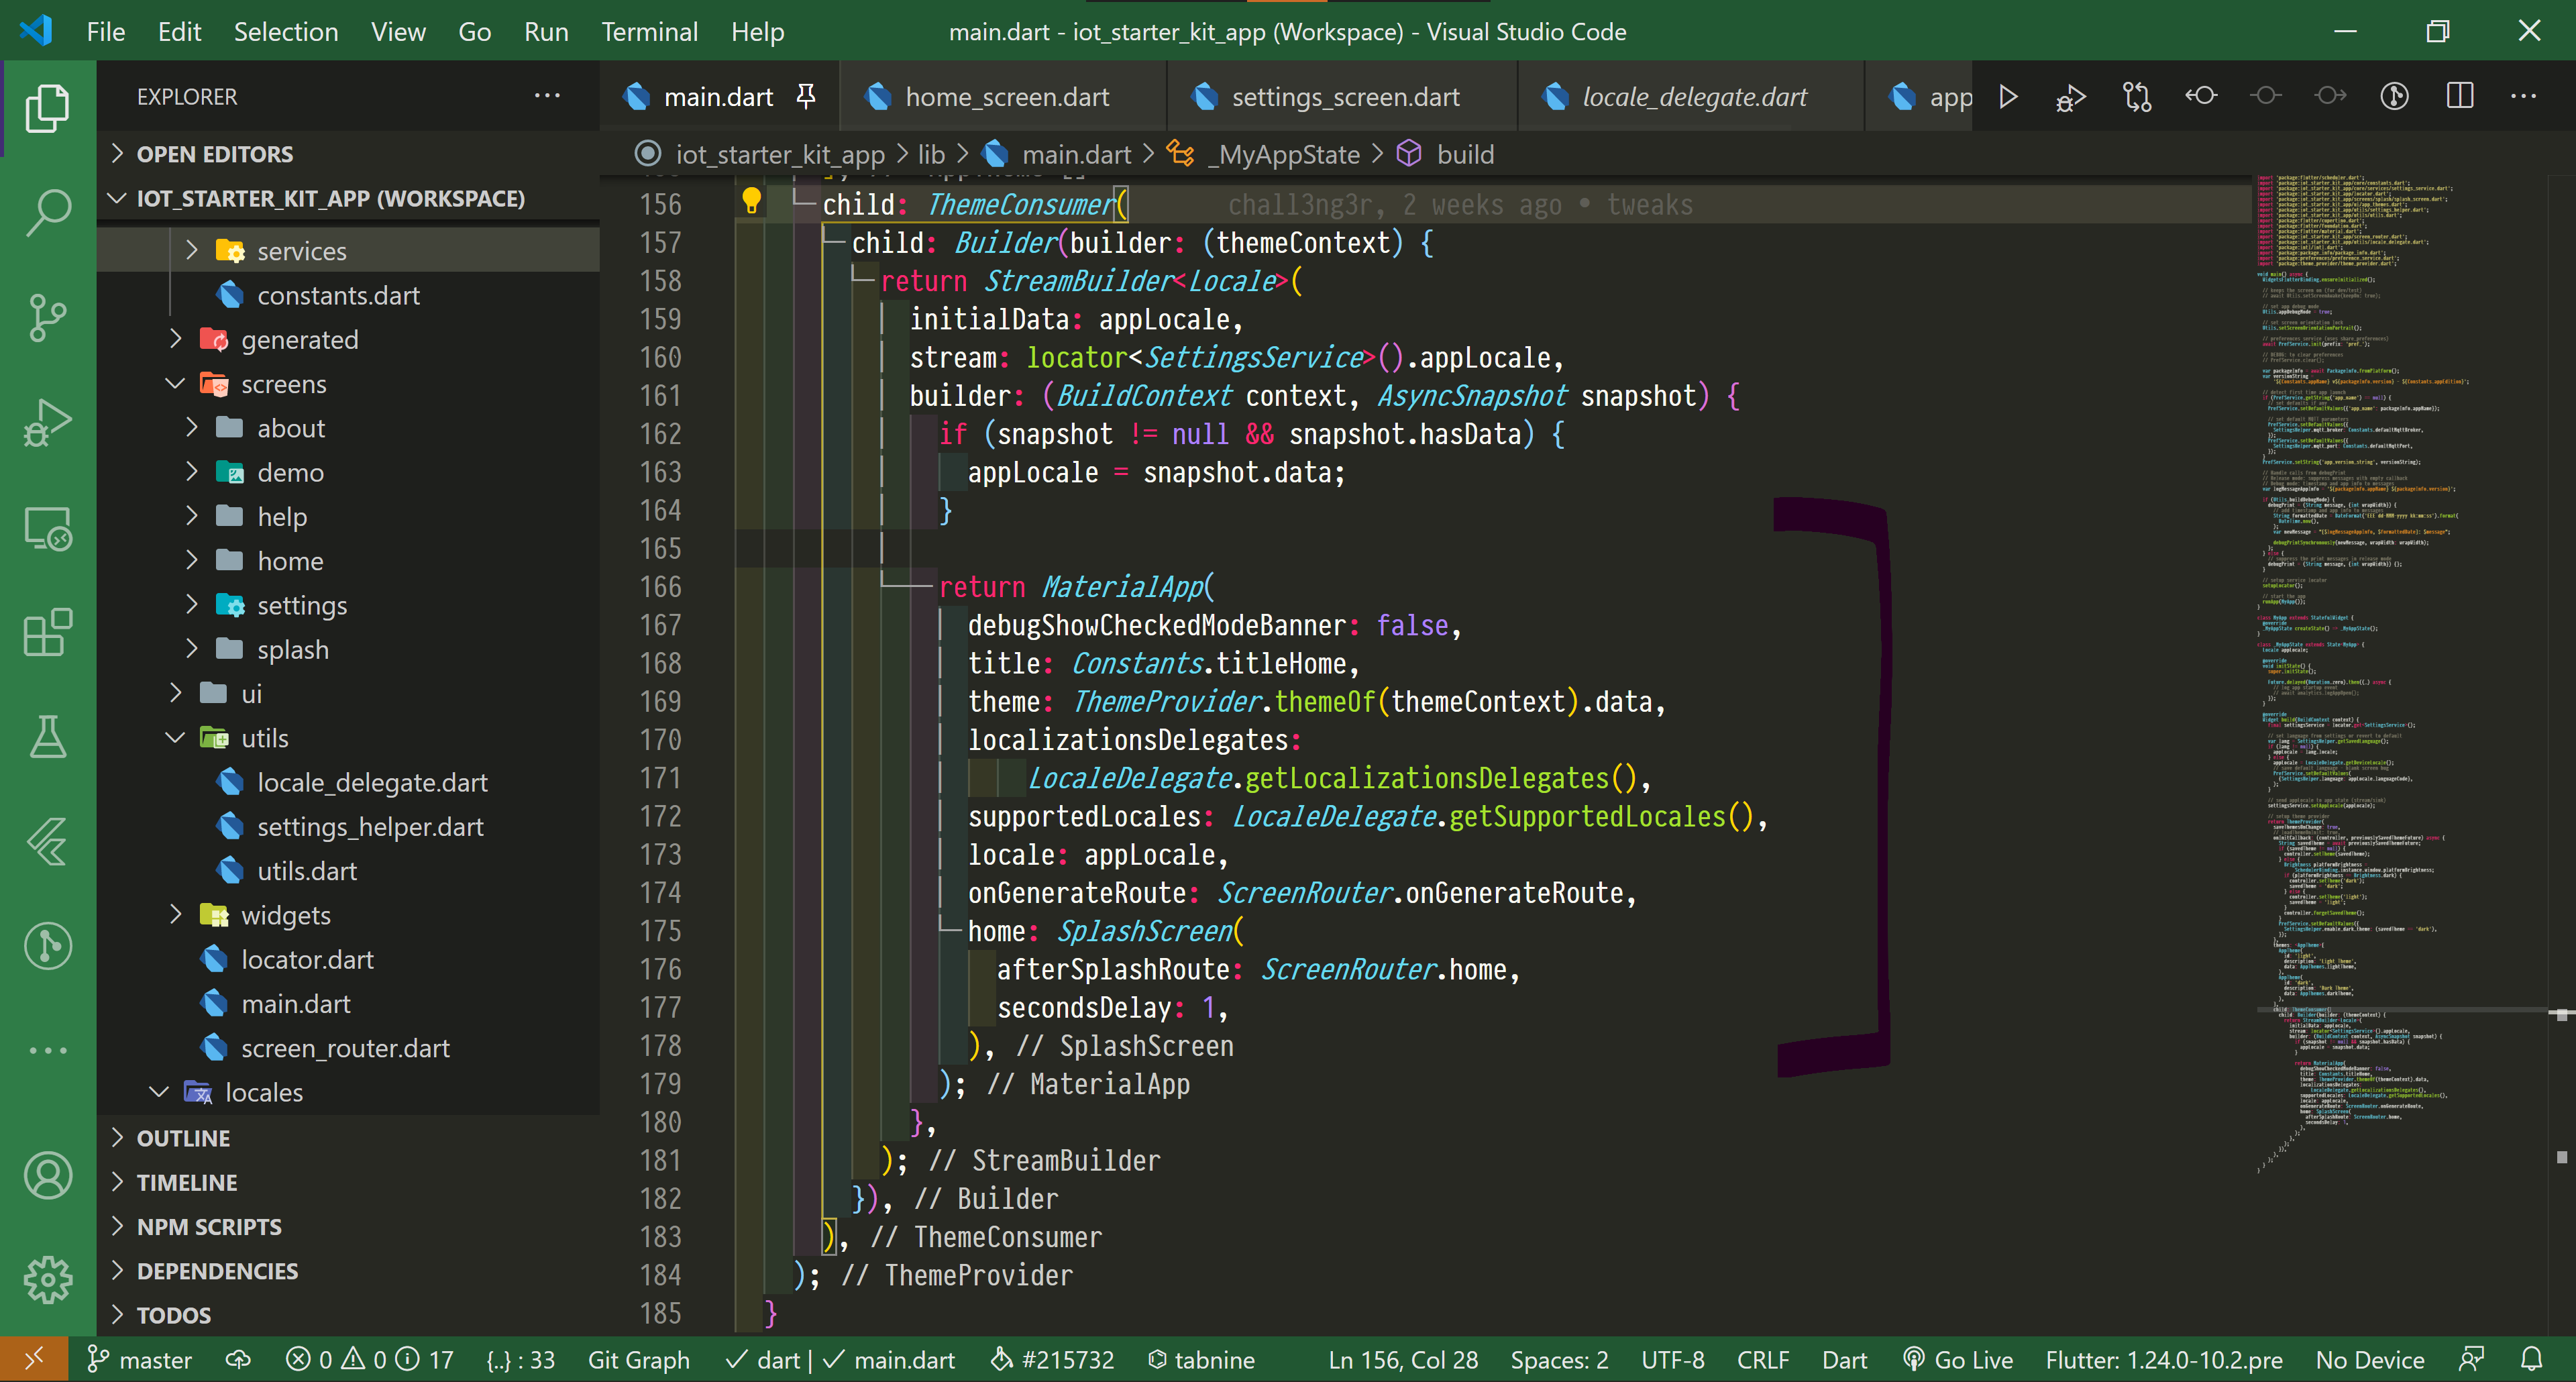 File Edit Selection View Go Run Terminal Help
main.dart - iot_starter_kit_app (Workspace) - Visual Studio Code
EXPLORER
OPEN EDITORS
IOT_STARTER_KIT_APP (WORKSPACE)
services
constants.dart
generated
screens
about
demo
help
home
settings
splash
ui
utils
locale_delegate.dart
settings_helper.dart
utils.dart
widgets
locator.dart
main.dart
screen_router.dart
locales
OUTLINE
TIMELINE
NPM SCRIPTS
DEPENDENCIES
TODOS
main.dart home_screen.dart settings_screen.dart locale_delegate.dart app
iot_starter_kit_app > lib > main.dart > _MyAppState > build
156 child: ThemeConsumer( chall3ng3r, 2 weeks ago • tweaks
157 child: Builder(builder: (themeContext) {
158 return StreamBuilder<Locale>(
159 initialData: appLocale,
160 stream: locator<SettingsService>().appLocale,
161 builder: (BuildContext context, AsyncSnapshot snapshot) {
162 if (snapshot != null && snapshot.hasData) {
163 appLocale = snapshot.data;
164 }
165
166 return MaterialApp(
167 debugShowCheckedModeBanner: false,
168 title: Constants.titleHome,
169 theme: ThemeProvider.themeOf(themeContext).data,
170 localizationsDelegates:
171 LocaleDelegate.getLocalizationsDelegates(),
172 supportedLocales: LocaleDelegate.getSupportedLocales(),
173 locale: appLocale,
174 onGenerateRoute: ScreenRouter.onGenerateRoute,
175 home: SplashScreen(
176 afterSplashRoute: ScreenRouter.home,
177 secondsDelay: 1,
178 ), // SplashScreen
179 ); // MaterialApp
180 },
181 ); // StreamBuilder
182 }), // Builder
183 ), // ThemeConsumer
184 ); // ThemeProvider
185 }
master 0 0 17 {..} : 33 Git Graph ✓ dart | ✓ main.dart #215732 tabnine Ln 156, Col 28 Spaces: 2 UTF-8 CRLF Dart Go Live Flutter: 1.24.0-10.2.pre No Device